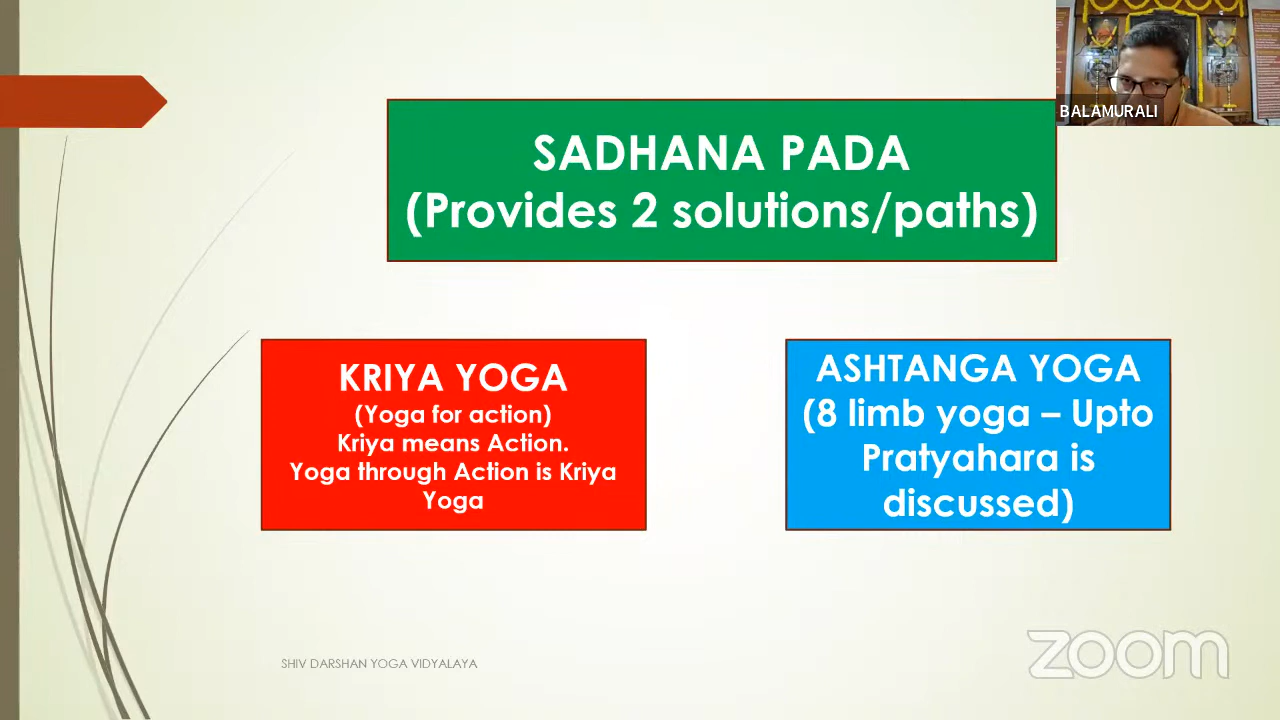 BALAMURALI
SADHANA PADA
(Provides 2 solutions/paths)
KRIYA YOGA
(Yoga for action)
Kriya means Action.
Yoga through Action is Kriya
Yoga
ASHTANGA YOGA
(8 limb yoga – Upto
Pratyahara is
discussed)
SHIV DARSHAN YOGA VIDYALAYA
zoom